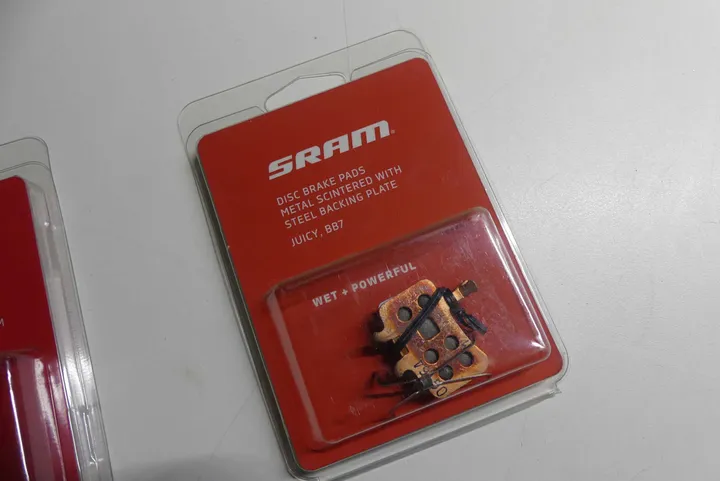 SRAM
DISC BRAKE PADS
METAL SCINTERED WITH
STEEL BACKING PLATE
JUICY, BB7
WET + POWERFUL